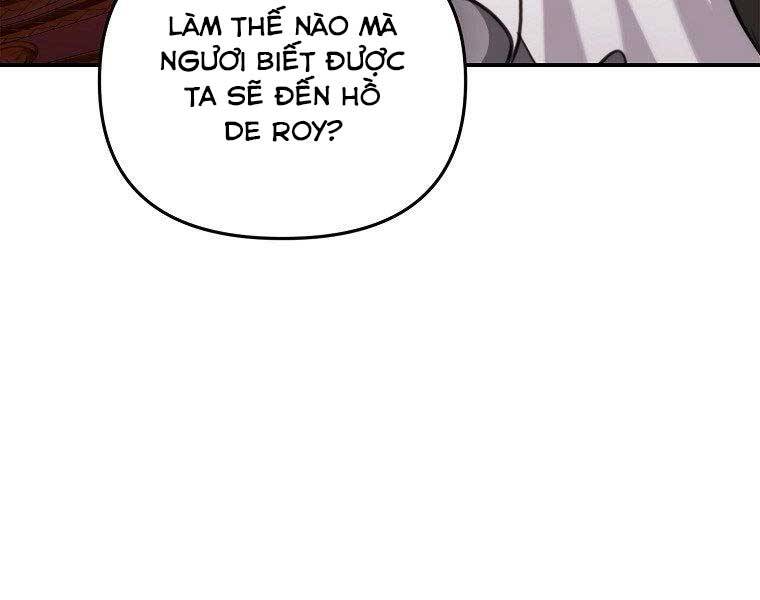 LÀM THẾ NÀO MÀ
NGƯƠI BIẾT ĐƯỢC
TA SẼ ĐẾN HỒ
DE ROY?